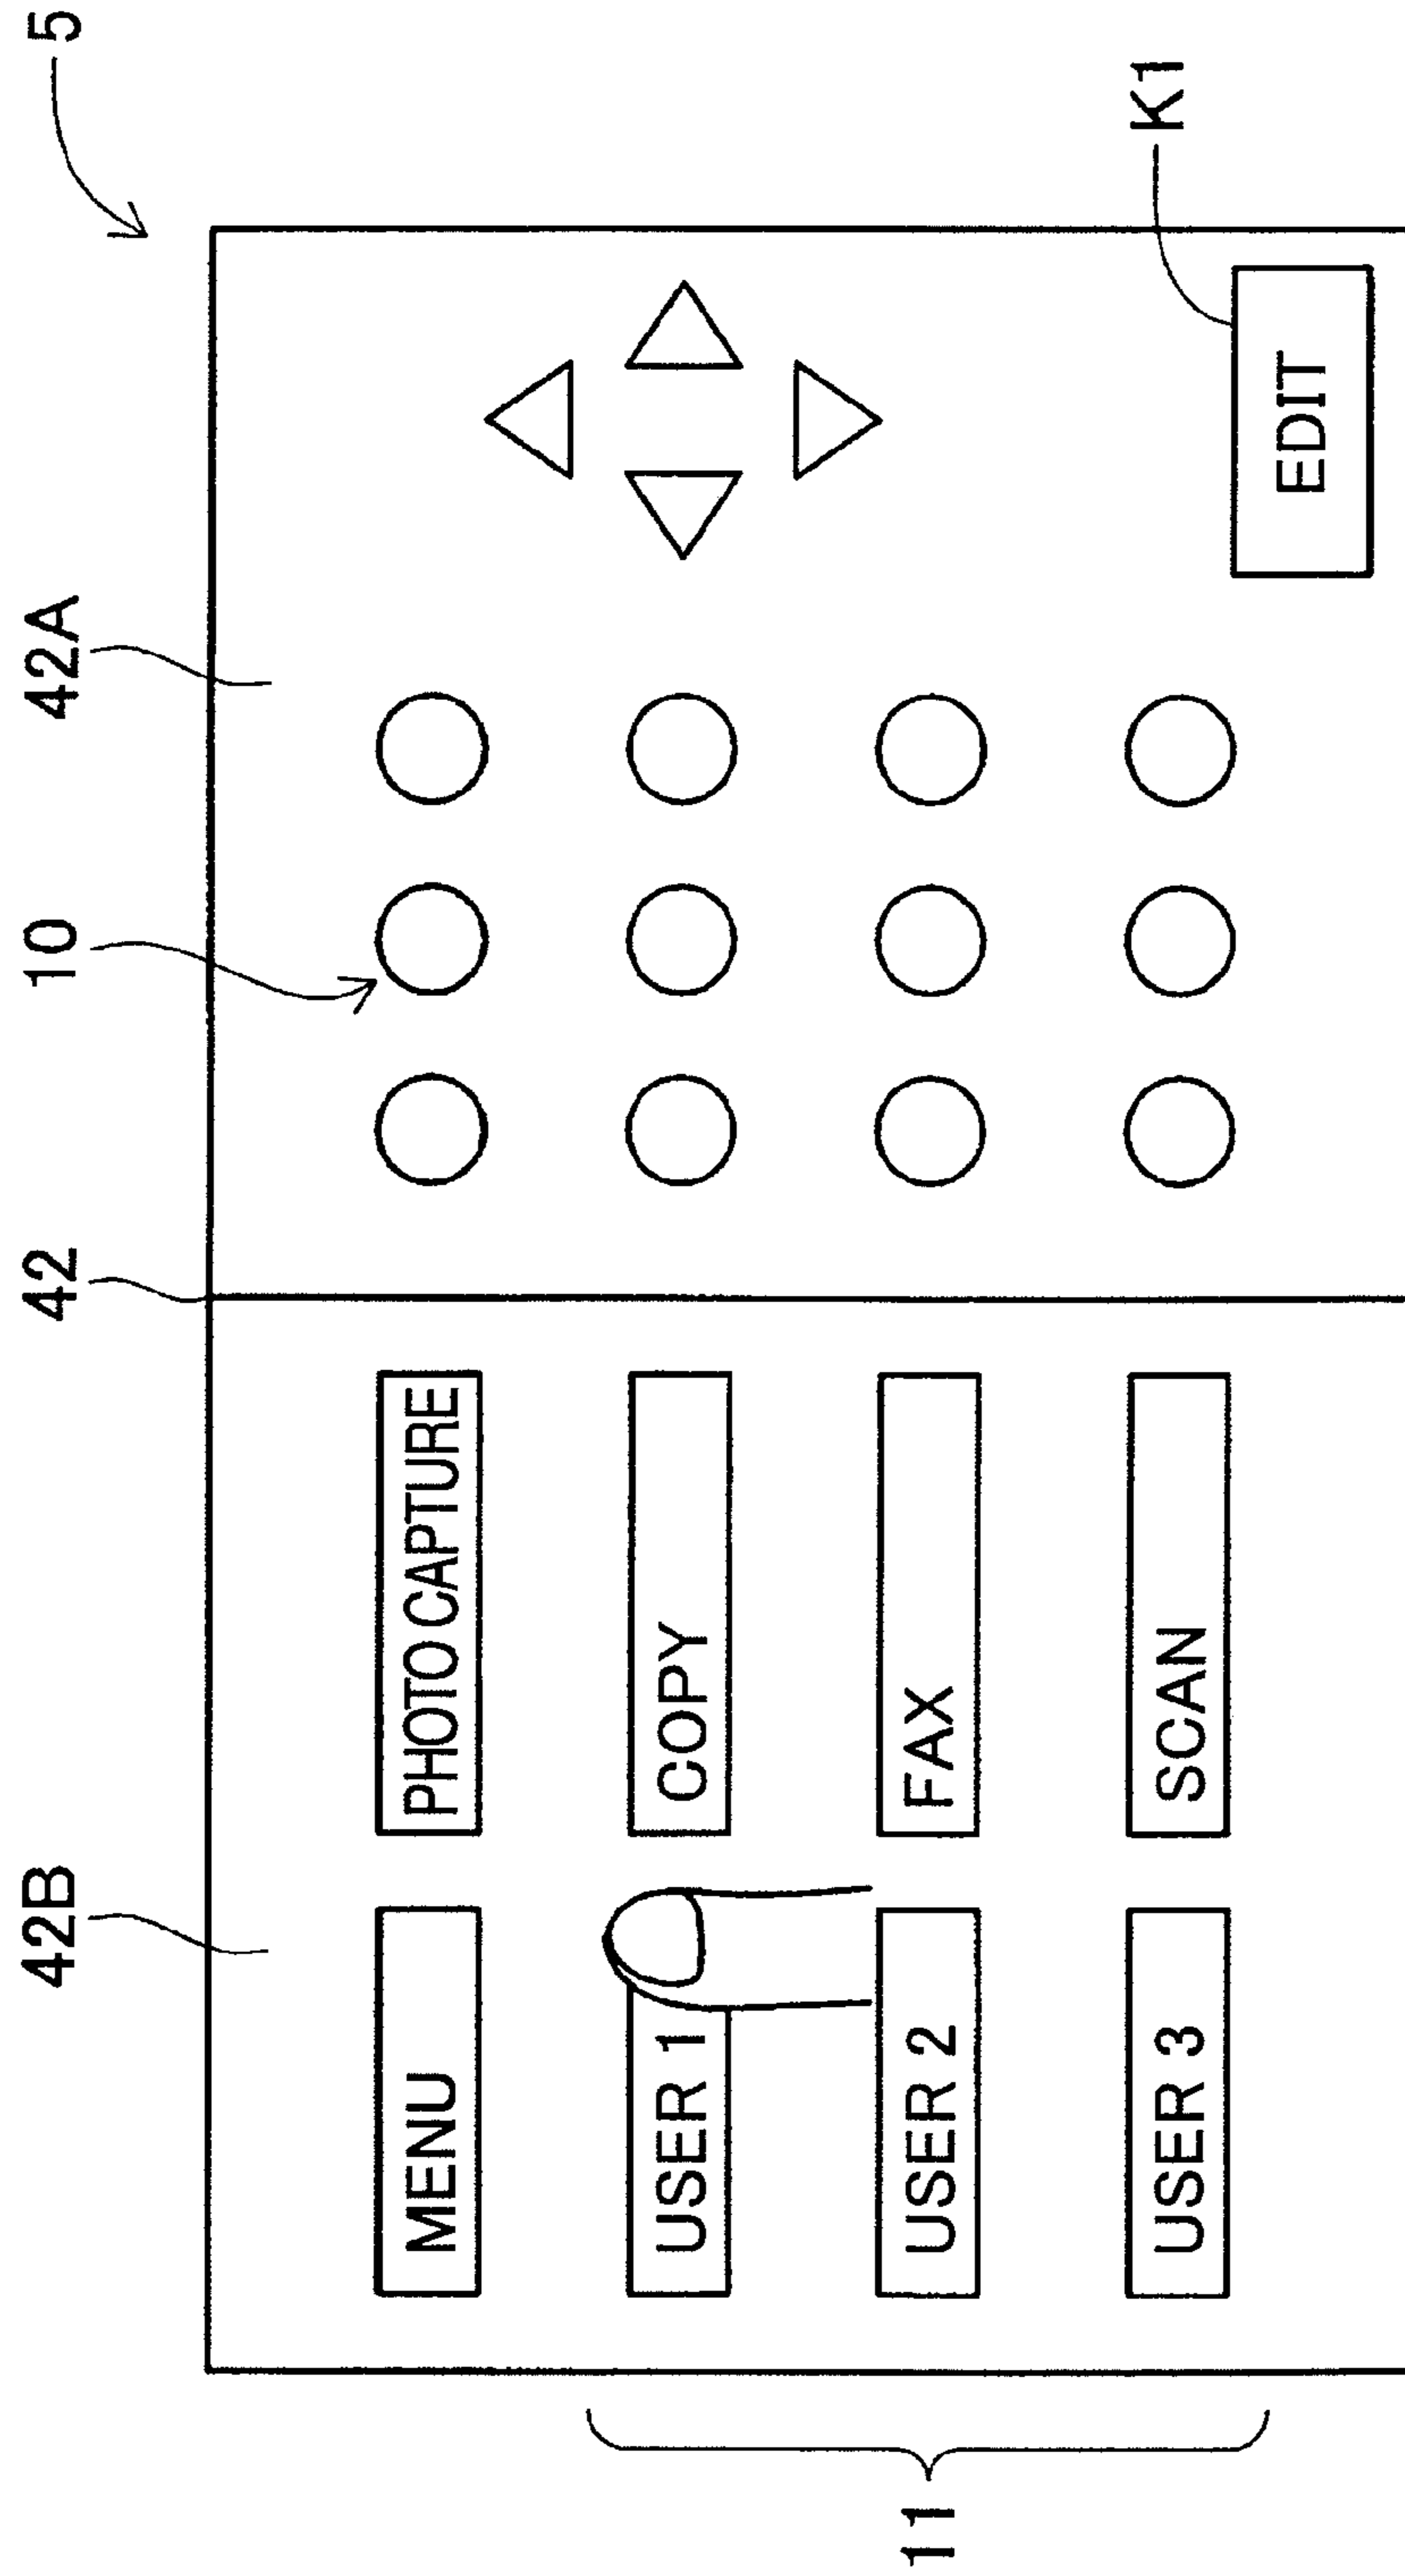 42B
42
10
42A
5
MENU
PHOTO CAPTURE
USER 1
COPY
USER 2
FAX
USER 3
SCAN
11
EDIT
K1